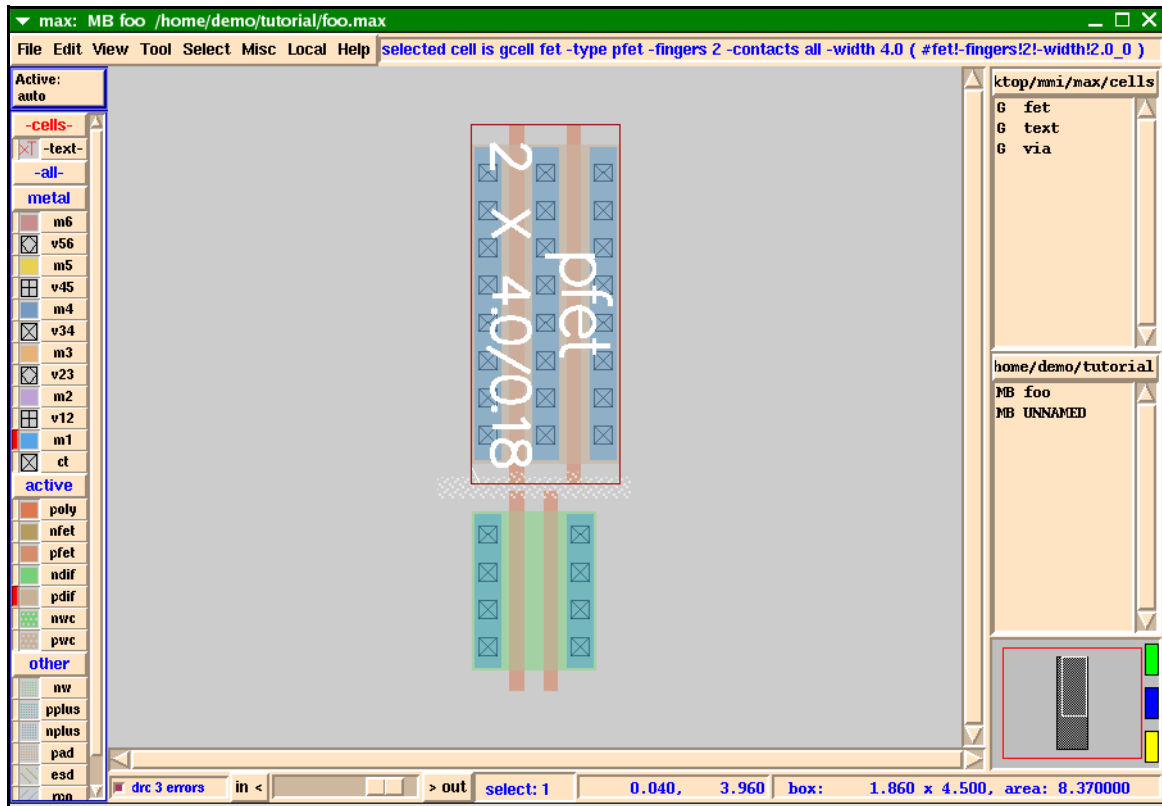 max: MB foo /home/demo/tutorial/foo.max
File Edit View Tool Select Misc Local Help
selected cell is gcell fet -type pfet -fingers 2 -contacts all -width 4.0 ( #fet!-fingers!2!-width!2.0_0 )
Active:
auto
-cells-
-text-
-all-
metal
m6
v56
m5
v45
m4
v34
m3
v23
m2
v12
m1
ct
active
poly
nfet
pfet
ndif
pdif
nwc
pwc
other
nw
pplus
nplus
pad
esd
2 x 4.0/0.18
pfet
ktop/mmi/max/cells
G fet
G text
G via
home/demo/tutorial
MB foo
MB UNNAMED
drc 3 errors
in <
> out
select: 1
0.040, 3.960
box: 1.860 x 4.500, area: 8.370000